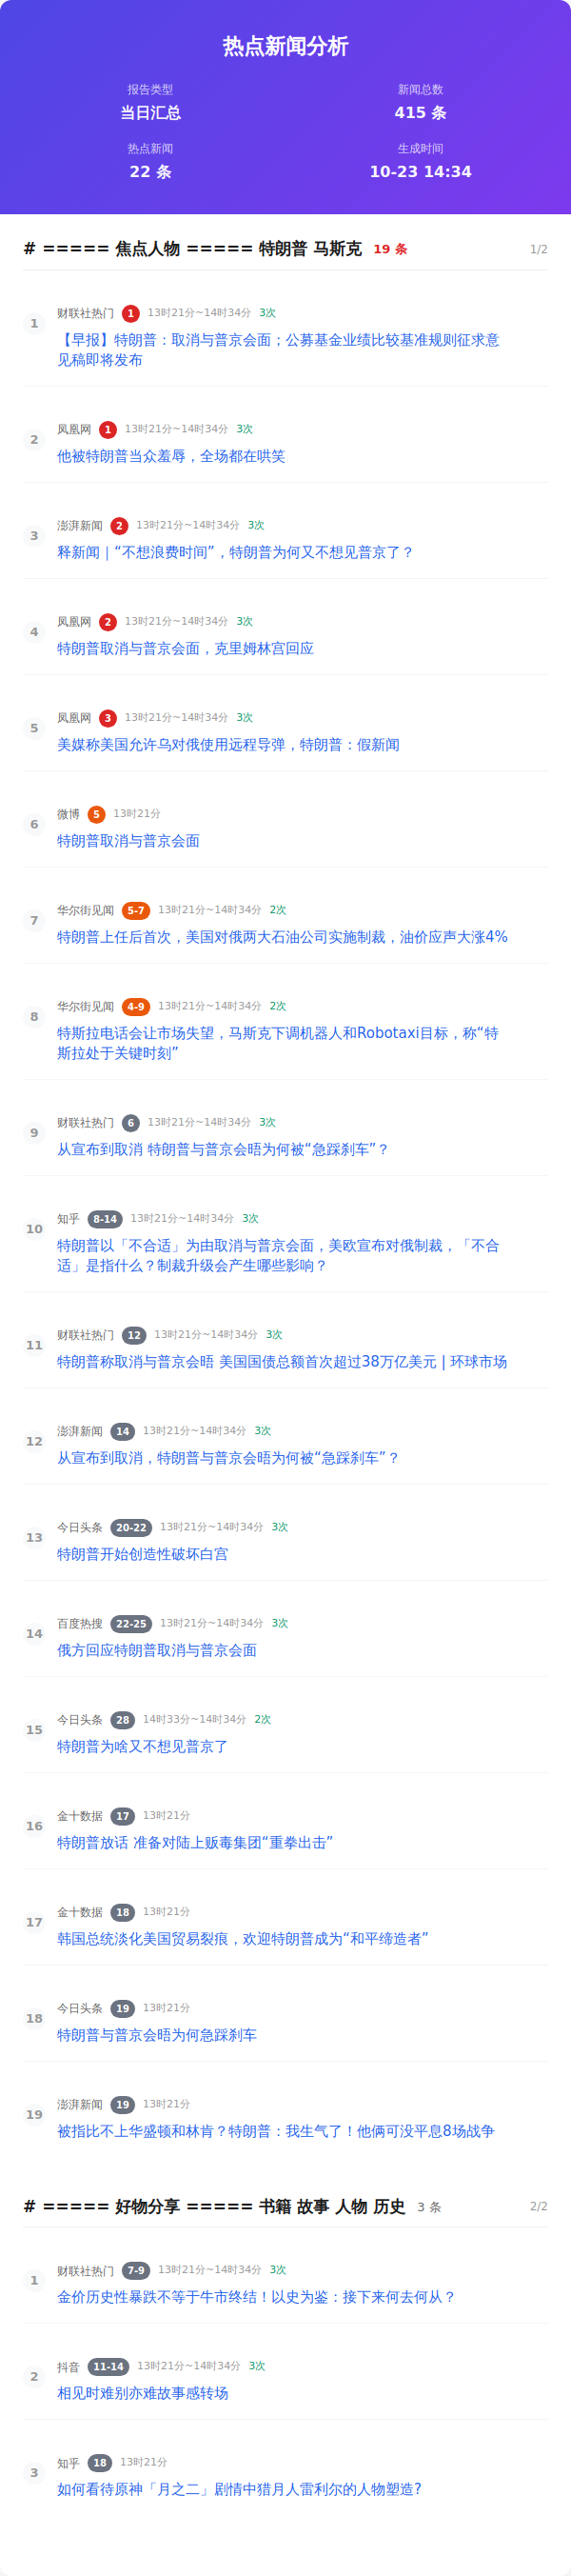 热点新闻分析
报告类型
新闻总数
当日汇总
415 条
热点新闻
生成时间
22 条
10-23 14:34
# ===== 焦点人物 ===== 特朗普 马斯克 19 条 1/2
1
财联社热门 1 13时21分~14时34分 3次
【早报】特朗普：取消与普京会面；公募基金业绩比较基准规则征求意
见稿即将发布
2
凤凰网 1 13时21分~14时34分 3次
他被特朗普当众羞辱，全场都在哄笑
3
澎湃新闻 2 13时21分~14时34分 3次
释新闻｜“不想浪费时间”，特朗普为何又不想见普京了？
4
凤凰网 2 13时21分~14时34分 3次
特朗普取消与普京会面，克里姆林宫回应
5
凤凰网 3 13时21分~14时34分 3次
美媒称美国允许乌对俄使用远程导弹，特朗普：假新闻
6
微博 5 13时21分
特朗普取消与普京会面
7
华尔街见闻 5-7 13时21分~14时34分 2次
特朗普上任后首次，美国对俄两大石油公司实施制裁，油价应声大涨4%
8
华尔街见闻 4-9 13时21分~14时34分 2次
特斯拉电话会让市场失望，马斯克下调机器人和Robotaxi目标，称“特
斯拉处于关键时刻”
9
财联社热门 6 13时21分~14时34分 3次
从宣布到取消 特朗普与普京会晤为何被“急踩刹车”？
10
知乎 8-14 13时21分~14时34分 3次
特朗普以「不合适」为由取消与普京会面，美欧宣布对俄制裁，「不合
适」是指什么？制裁升级会产生哪些影响？
11
财联社热门 12 13时21分~14时34分 3次
特朗普称取消与普京会晤 美国国债总额首次超过38万亿美元 | 环球市场
12
澎湃新闻 14 13时21分~14时34分 3次
从宣布到取消，特朗普与普京会晤为何被“急踩刹车”？
13
今日头条 20-22 13时21分~14时34分 3次
特朗普开始创造性破坏白宫
14
百度热搜 22-25 13时21分~14时34分 3次
俄方回应特朗普取消与普京会面
15
今日头条 28 14时33分~14时34分 2次
特朗普为啥又不想见普京了
16
金十数据 17 13时21分
特朗普放话 准备对陆上贩毒集团“重拳出击”
17
金十数据 18 13时21分
韩国总统淡化美国贸易裂痕，欢迎特朗普成为“和平缔造者”
18
今日头条 19 13时21分
特朗普与普京会晤为何急踩刹车
19
澎湃新闻 19 13时21分
被指比不上华盛顿和林肯？特朗普：我生气了！他俩可没平息8场战争
# ===== 好物分享 ===== 书籍 故事 人物 历史 3 条 2/2
1
财联社热门 7-9 13时21分~14时34分 3次
金价历史性暴跌不等于牛市终结！以史为鉴：接下来何去何从？
2
抖音 11-14 13时21分~14时34分 3次
相见时难别亦难故事感转场
3
知乎 18 13时21分
如何看待原神「月之二」剧情中猎月人雷利尔的人物塑造?